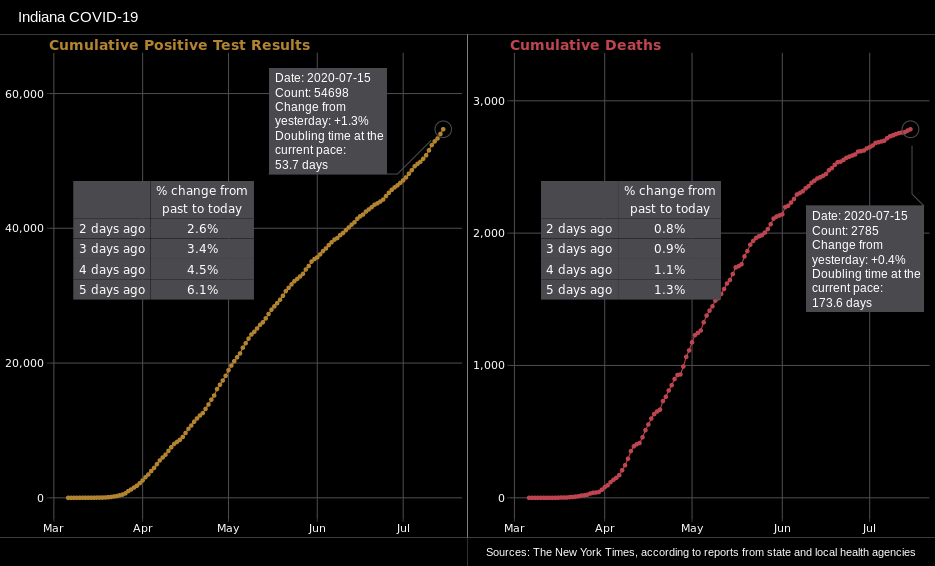 Indiana COVID-19
Cumulative Positive Test Results
60,000
40,000
20,000
0
Mar
Apr
May
Jun
Jul
Date: 2020-07-15
Count: 54698
Change from
yesterday: +1.3%
Doubling time at the
current pace:
53.7 days
% change from
past to today
2 days ago 2.6%
3 days ago 3.4%
4 days ago 4.5%
5 days ago 6.1%
Cumulative Deaths
3,000
2,000
1,000
0
Mar
Apr
May
Jun
Jul
% change from
past to today
2 days ago 0.8%
3 days ago 0.9%
4 days ago 1.1%
5 days ago 1.3%
Date: 2020-07-15
Count: 2785
Change from
yesterday: +0.4%
Doubling time at the
current pace:
173.6 days
Sources: The New York Times, according to reports from state and local health agencies